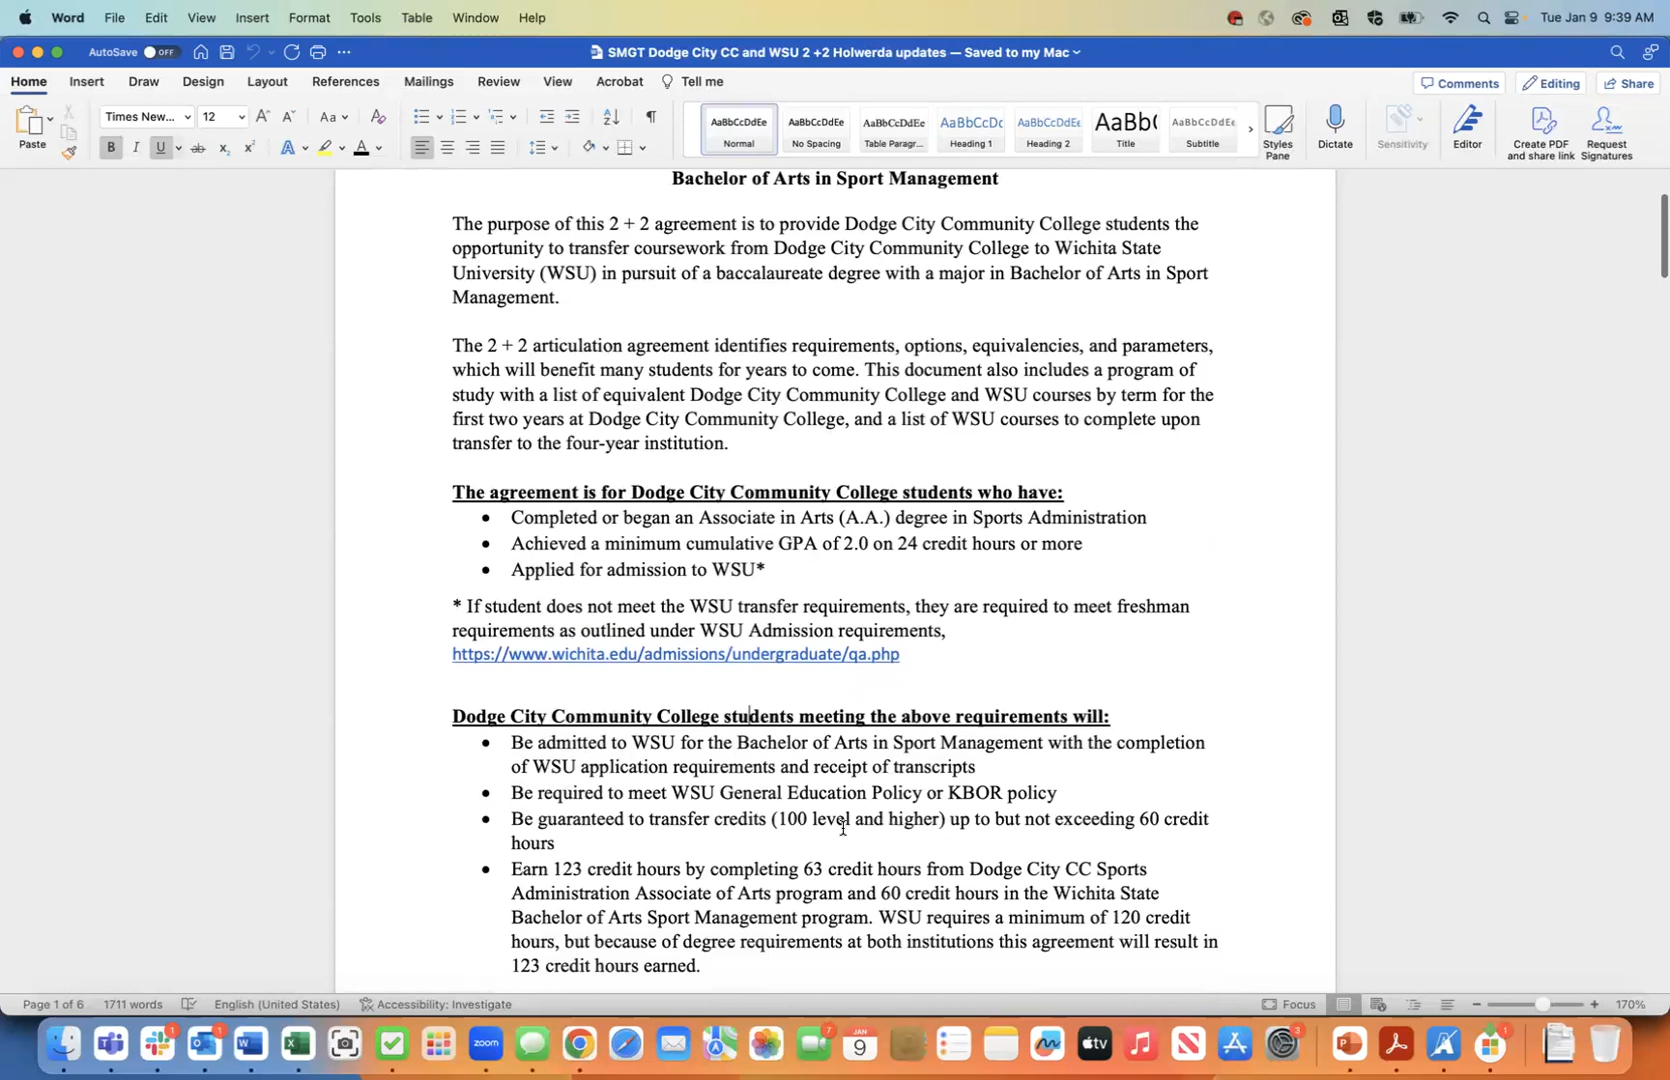 Word File Edit View Insert Format Tools Table Window Help Tue Jan 9 9:39 AM
AutoSave OFF SMGT Dodge City CC and WSU 2 +2 Holwerda updates — Saved to my Mac
Home Insert Draw Design Layout References Mailings Review View Acrobat Tell me Comments Editing Share
Paste Times New... 12 Aa
B I U ab x₂ x² A A
AaBbCcDdEe AaBbCcDdEe AaBbCcDdEe AaBbCcDc AaBbCcDdEe AaBb( AaBbCcDdEe
Normal No Spacing Table Paragr... Heading 1 Heading 2 Title Subtitle
Styles Pane Dictate Sensitivity Editor Create PDF and share link Request Signatures
Bachelor of Arts in Sport Management
The purpose of this 2 + 2 agreement is to provide Dodge City Community College students the
opportunity to transfer coursework from Dodge City Community College to Wichita State
University (WSU) in pursuit of a baccalaureate degree with a major in Bachelor of Arts in Sport
Management.
The 2 + 2 articulation agreement identifies requirements, options, equivalencies, and parameters,
which will benefit many students for years to come. This document also includes a program of
study with a list of equivalent Dodge City Community College and WSU courses by term for the
first two years at Dodge City Community College, and a list of WSU courses to complete upon
transfer to the four-year institution.
The agreement is for Dodge City Community College students who have:
• Completed or began an Associate in Arts (A.A.) degree in Sports Administration
• Achieved a minimum cumulative GPA of 2.0 on 24 credit hours or more
• Applied for admission to WSU*
* If student does not meet the WSU transfer requirements, they are required to meet freshman
requirements as outlined under WSU Admission requirements,
https://www.wichita.edu/admissions/undergraduate/qa.php
Dodge City Community College students meeting the above requirements will:
• Be admitted to WSU for the Bachelor of Arts in Sport Management with the completion
of WSU application requirements and receipt of transcripts
• Be required to meet WSU General Education Policy or KBOR policy
• Be guaranteed to transfer credits (100 level and higher) up to but not exceeding 60 credit
hours
• Earn 123 credit hours by completing 63 credit hours from Dodge City CC Sports
Administration Associate of Arts program and 60 credit hours in the Wichita State
Bachelor of Arts Sport Management program. WSU requires a minimum of 120 credit
hours, but because of degree requirements at both institutions this agreement will result in
123 credit hours earned.
Page 1 of 6 1711 words English (United States) Accessibility: Investigate Focus 170%
1 1 zoom 7 JAN 9 tv 3 1